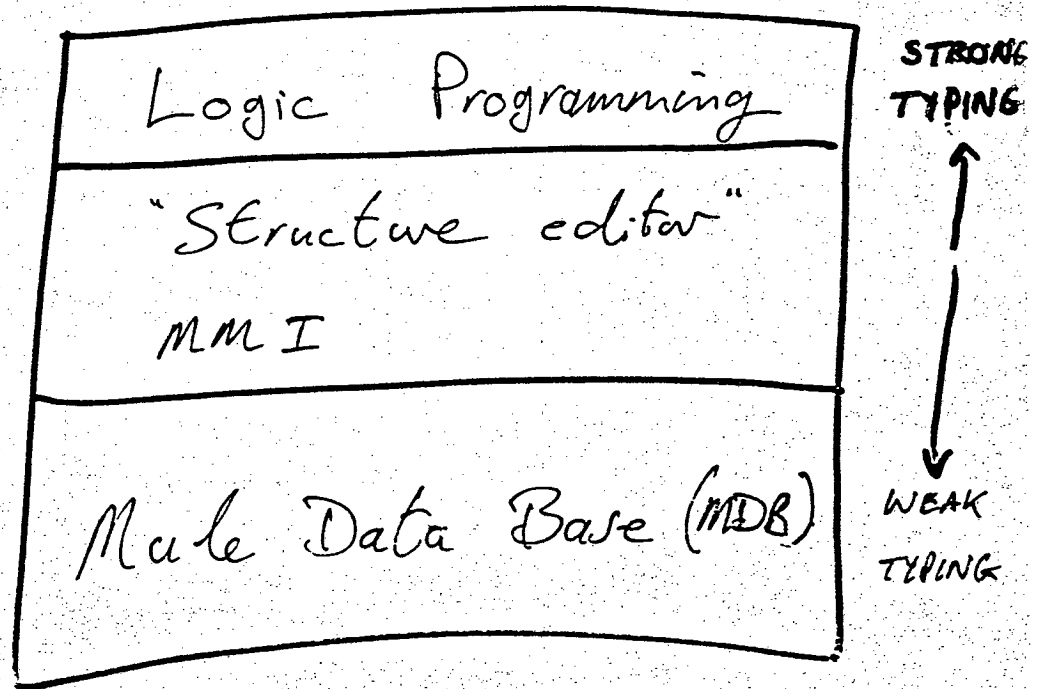 Logic Programming
STRONG
TYPING
"Structure editor"
MMI
Mule Data Base (MDB)
WEAK
TYPING